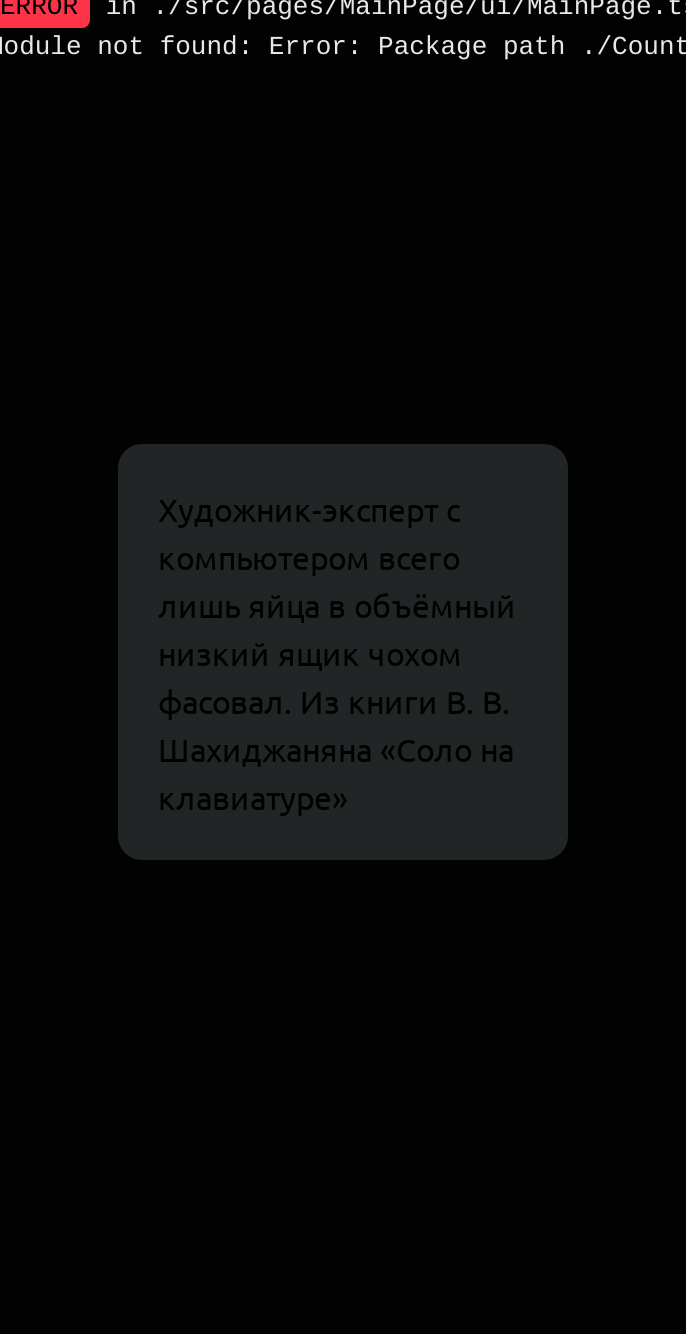 ERROR in ./src/pages/MainPage/ui/MainPage.t
Module not found: Error: Package path ./Count
Художник-эксперт с
компьютером всего
лишь яйца в объёмный
низкий ящик чохом
фасовал. Из книги В. В.
Шахиджаняна «Соло на
клавиатуре»